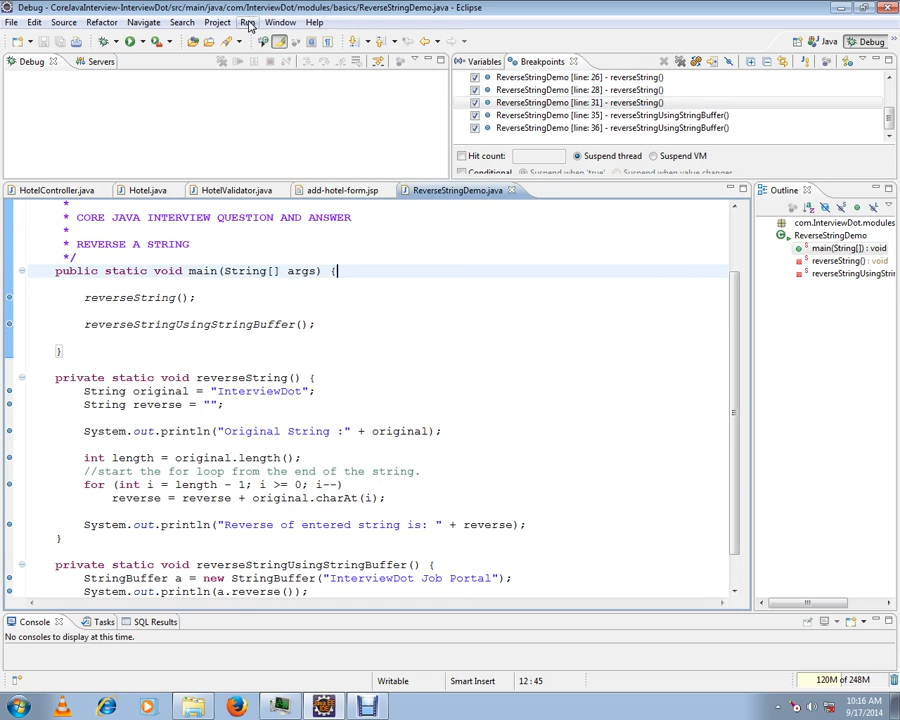 Debug - CoreJavaInterview-InterviewDot/src/main/java/com/InterviewDot/modules/basics/ReverseStringDemo.java - Eclipse
File Edit Source Refactor Navigate Search Project Run Window Help
Java Debug
Debug Servers
Variables Breakpoints
ReverseStringDemo [line: 26] - reverseString()
ReverseStringDemo [line: 28] - reverseString()
ReverseStringDemo [line: 31] - reverseString()
ReverseStringDemo [line: 35] - reverseStringUsingStringBuffer()
ReverseStringDemo [line: 36] - reverseStringUsingStringBuffer()
Hit count: Suspend thread Suspend VM
HotelController.java Hotel.java HotelValidator.java add-hotel-form.jsp ReverseStringDemo.java
Outline
com.InterviewDot.modules
ReverseStringDemo
main(String[]) : void
reverseString() : void
reverseStringUsingStrin
*
* CORE JAVA INTERVIEW QUESTION AND ANSWER
*
* REVERSE A STRING
*/
public static void main(String[] args) {
reverseString();
reverseStringUsingStringBuffer();
}
private static void reverseString() {
String original = "InterviewDot";
String reverse = "";
System.out.println("Original String :" + original);
int length = original.length();
//start the for loop from the end of the string.
for (int i = length - 1; i >= 0; i--)
reverse = reverse + original.charAt(i);
System.out.println("Reverse of entered string is: " + reverse);
}
private static void reverseStringUsingStringBuffer() {
StringBuffer a = new StringBuffer("InterviewDot Job Portal");
System.out.println(a.reverse());
Console Tasks SQL Results
No consoles to display at this time.
Writable Smart Insert 12 : 45 120M of 248M
10:16 AM
9/17/2014